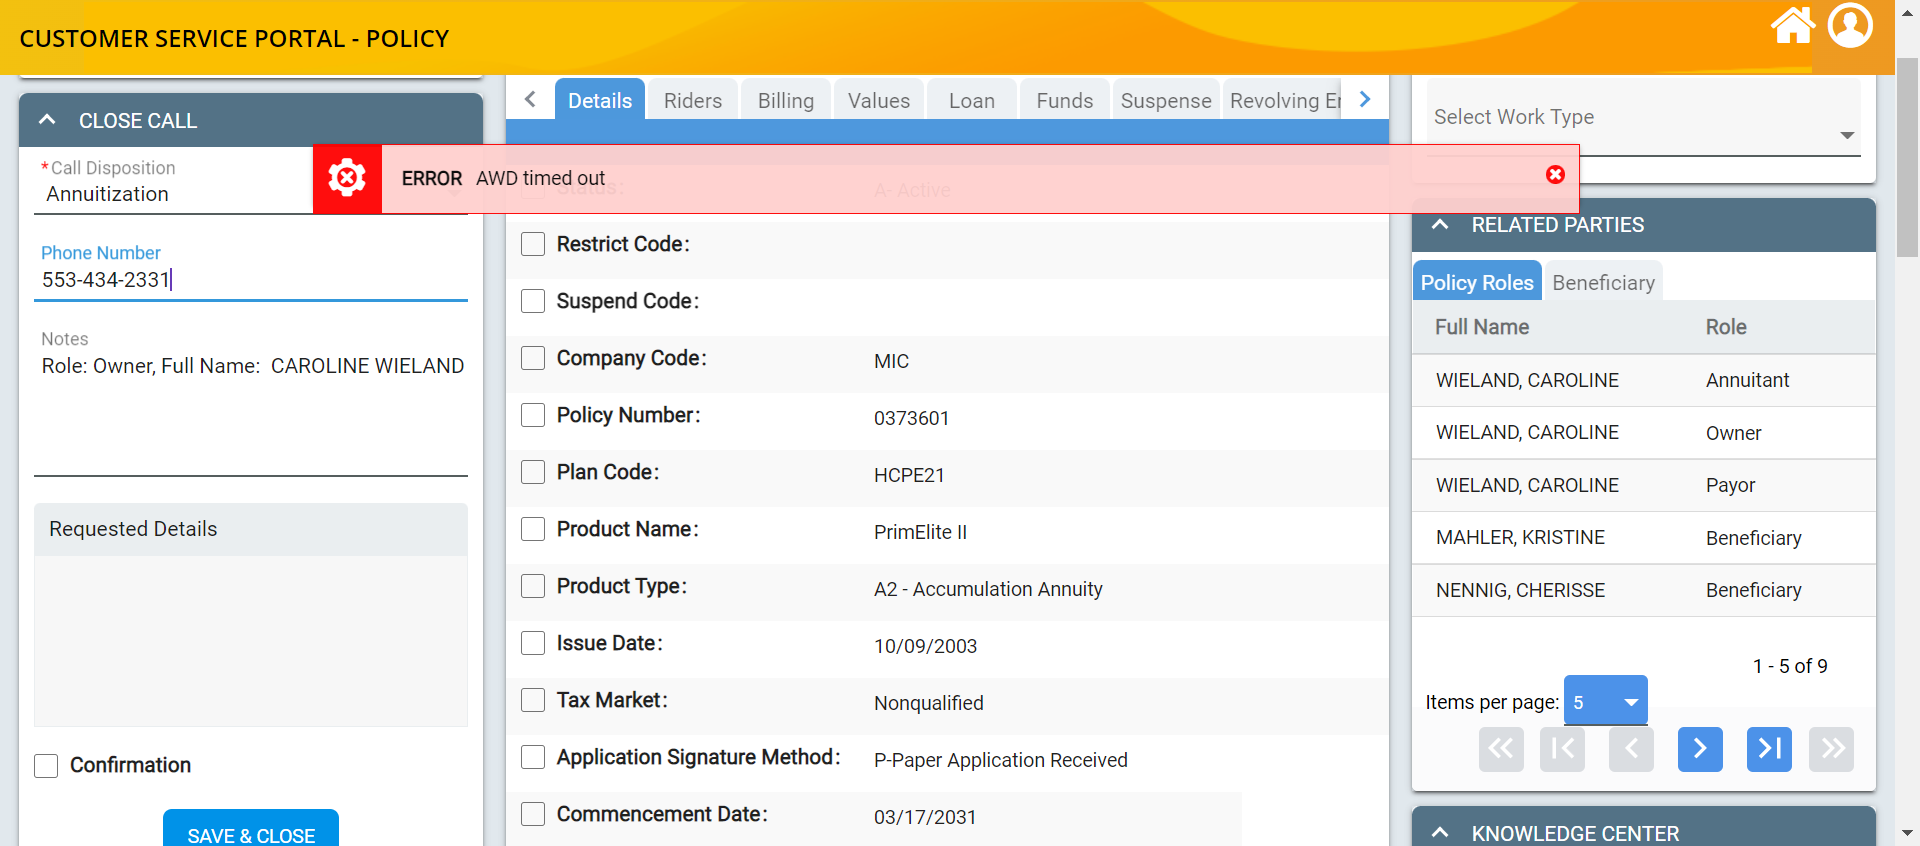 CUSTOMER SERVICE PORTAL - POLICY
CLOSE CALL
*Call Disposition
Annuitization
Phone Number
553-434-2331
Notes
Role: Owner, Full Name:  CAROLINE WIELAND
Requested Details
Confirmation
SAVE & CLOSE
Details Riders Billing Values Loan Funds Suspense Revolving Er
ERROR AWD timed out
Status: A- Active
Restrict Code:
Suspend Code:
Company Code: MIC
Policy Number: 0373601
Plan Code: HCPE21
Product Name: PrimElite II
Product Type: A2 - Accumulation Annuity
Issue Date: 10/09/2003
Tax Market: Nonqualified
Application Signature Method: P-Paper Application Received
Commencement Date: 03/17/2031
Select Work Type
RELATED PARTIES
Policy Roles Beneficiary
Full Name Role
WIELAND, CAROLINE Annuitant
WIELAND, CAROLINE Owner
WIELAND, CAROLINE Payor
MAHLER, KRISTINE Beneficiary
NENNIG, CHERISSE Beneficiary
1 - 5 of 9
Items per page: 5
KNOWLEDGE CENTER